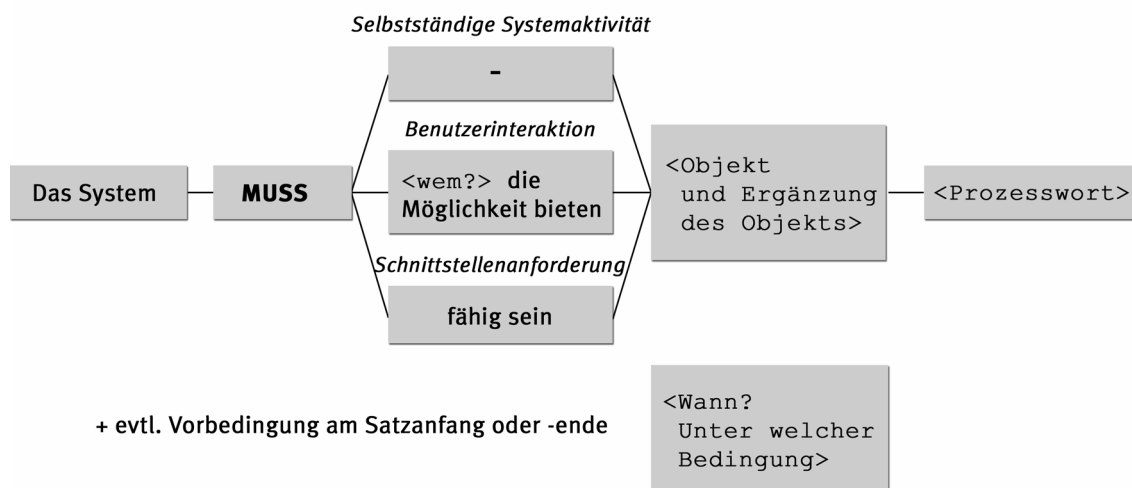 Selbstständige Systemaktivität
-
Benutzerinteraktion
Das System
MUSS
<wem?> die
Möglichkeit bieten
<Objekt
und Ergänzung
des Objekts>
<Prozesswort>
Schnittstellenanforderung
fähig sein
+ evtl. Vorbedingung am Satzanfang oder -ende
<Wann?
Unter welcher
Bedingung>